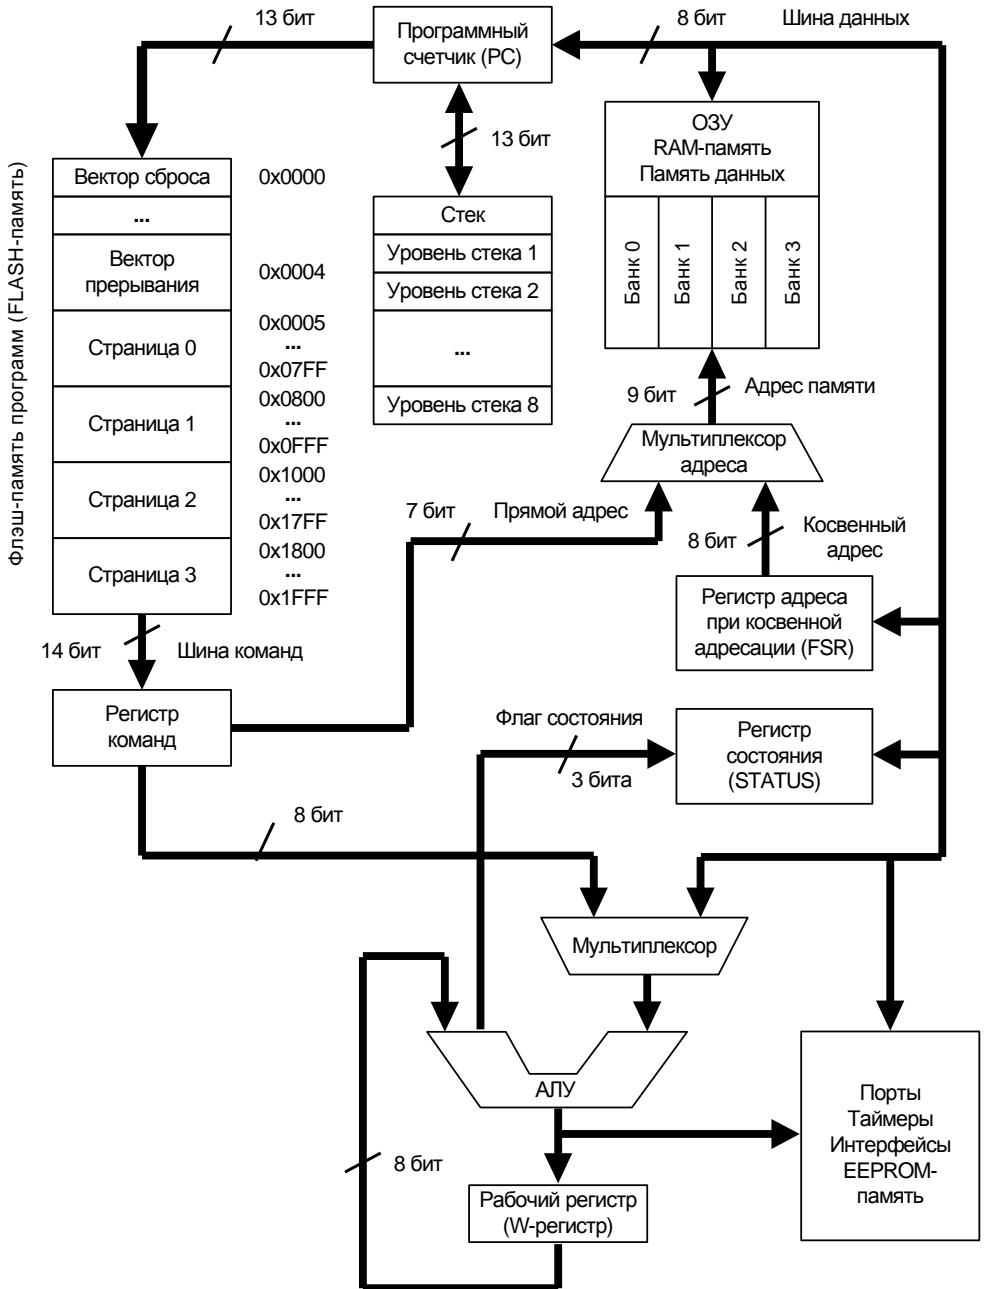 13 бит
Программный
счетчик (PC)
8 бит
Шина данных
13 бит
ОЗУ
RAM-память
Память данных
Банк 0
Банк 1
Банк 2
Банк 3
Флэш-память программ (FLASH-память)
Вектор сброса
0x0000
...
Вектор
прерывания
0x0004
Страница 0
0x0005
...
0x07FF
Страница 1
0x0800
...
0x0FFF
Страница 2
0x1000
...
0x17FF
Страница 3
0x1800
...
0x1FFF
Стек
Уровень стека 1
Уровень стека 2
...
Уровень стека 8
9 бит
Адрес памяти
Мультиплексор
адреса
7 бит
Прямой адрес
8 бит
Косвенный
адрес
Регистр адреса
при косвенной
адресации (FSR)
14 бит
Шина команд
Регистр
команд
Флаг состояния
3 бита
Регистр
состояния
(STATUS)
8 бит
Мультиплексор
АЛУ
8 бит
Рабочий регистр
(W-регистр)
Порты
Таймеры
Интерфейсы
EEPROM-
память